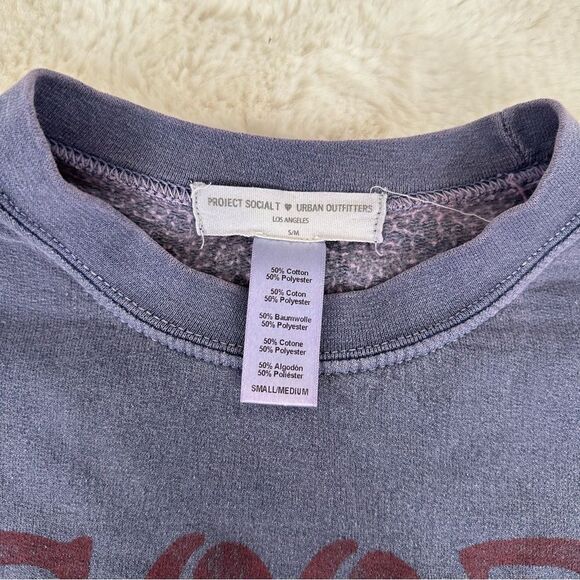 PROJECT SOCIAL T ♥ URBAN OUTFITTERS
LOS ANGELES
S/M
50% Cotton
50% Polyester
50% Coton
50% Polyester
50% Baumwolle
50% Polyester
50% Cotone
50% Polyester
50% Algodón
50% Poliéster
SMALL/MEDIUM